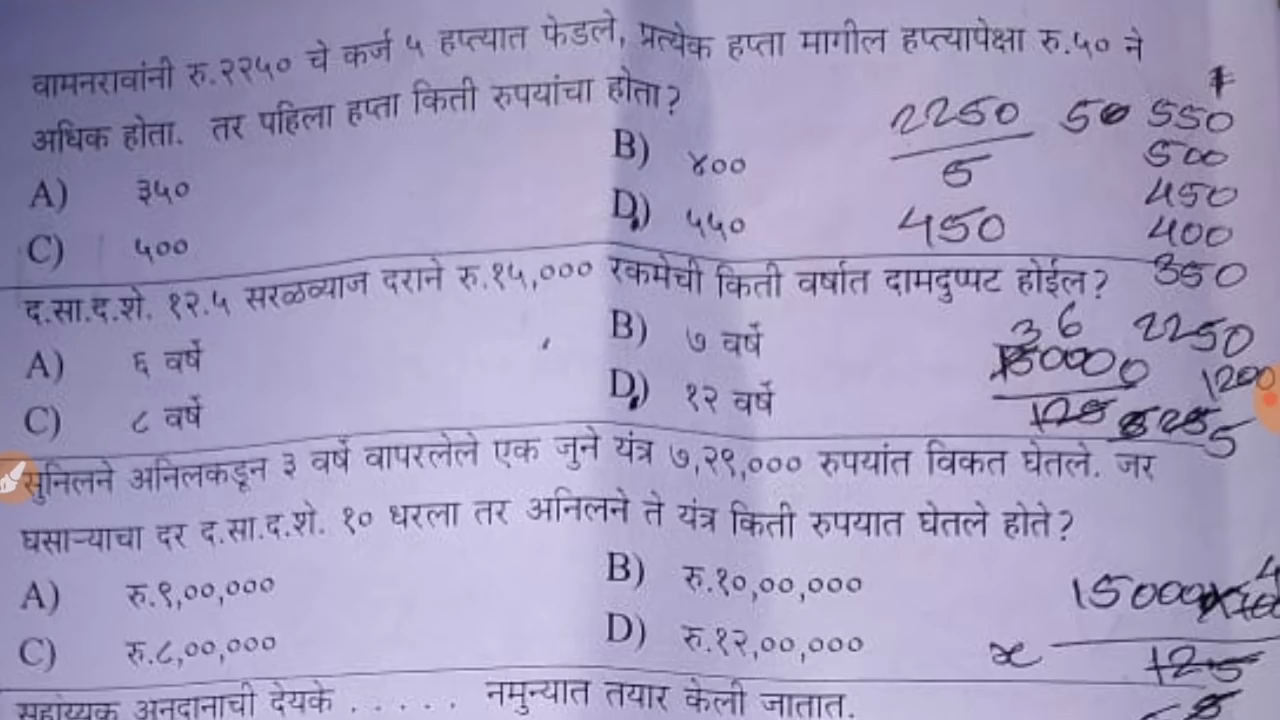 वामनरावांनी रु.२२५० चे कर्ज ५ हप्त्यात फेडले, प्रत्येक हप्ता मागील हप्त्यापेक्षा रु.५० ने
अधिक होता. तर पहिला हप्ता किती रुपयांचा होता?
A) ३५० B) ४००
C) ५०० D) ५५०
2250 50 550
5 500
450 450
400
350
2250
द.सा.द.शे. १२.५ सरळव्याज दराने रु.१५,००० रकमेची किती वर्षात दामदुप्पट होईल?
A) ६ वर्षे B) ७ वर्षे
C) ८ वर्षे D) १२ वर्षे
3 6
1200
सुनिलने अनिलकडून ३ वर्षे वापरलेले एक जुने यंत्र ७,२९,००० रुपयांत विकत घेतले. जर
घसाऱ्याचा दर द.सा.द.शे. १० धरला तर अनिलने ते यंत्र किती रुपयात घेतले होते?
A) रु.९,००,००० B) रु.१०,००,०००
C) रु.८,००,००० D) रु.१२,००,०००
15000
125
सहाय्यक अनुदानाची देयके ..... नमुन्यात तयार केली जातात.